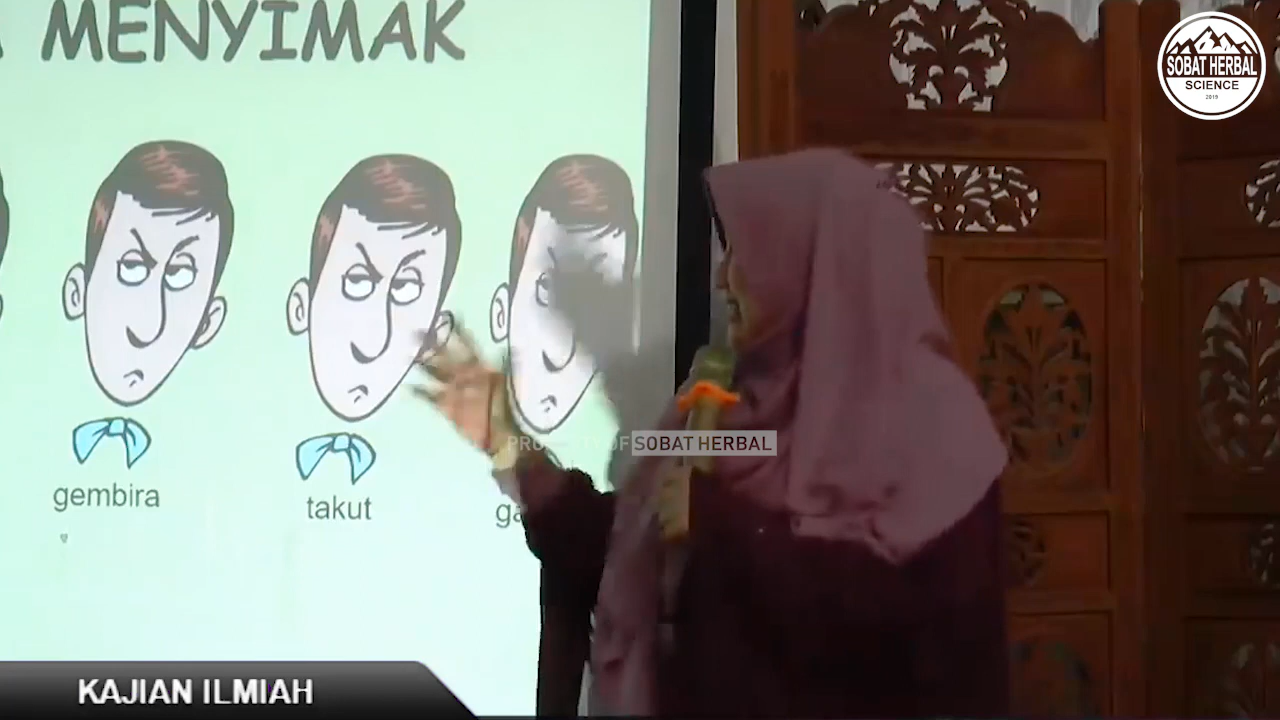 MENYIMAK
SOBAT HERBAL
SCIENCE
2019
PROPERTY OF SOBAT HERBAL
gembira
takut
KAJIAN ILMIAH